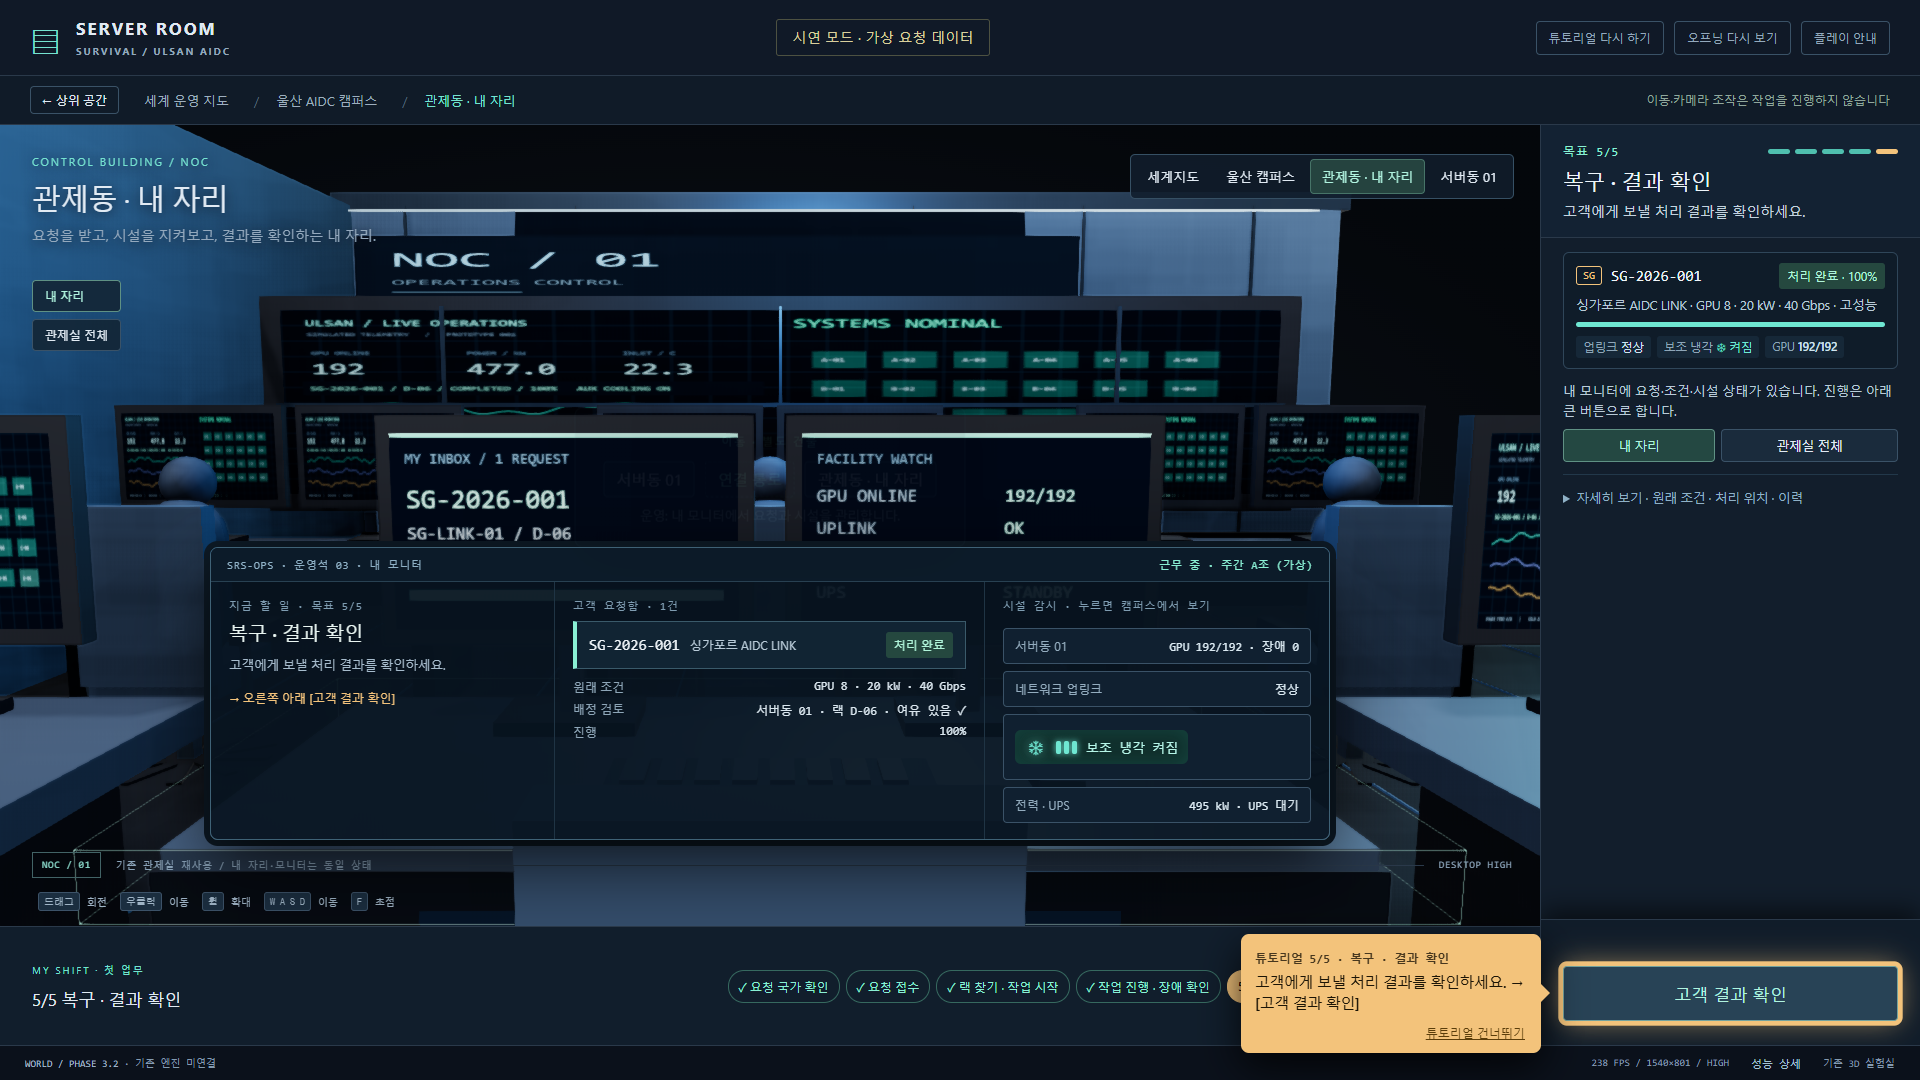 SERVER ROOM
SURVIVAL / ULSAN AIDC
시연 모드 · 가상 요청 데이터
튜토리얼 다시 하기
오프닝 다시 보기
플레이 안내
← 상위 공간
세계 운영 지도 / 울산 AIDC 캠퍼스 / 관제동 · 내 자리
이동·카메라 조작은 작업을 진행하지 않습니다
CONTROL BUILDING / NOC
관제동 · 내 자리
요청을 받고, 시설을 지켜보고, 결과를 확인하는 내 자리.
내 자리
관제실 전체
세계지도
울산 캠퍼스
관제동 · 내 자리
서버동 01
NOC / 01
OPERATIONS CONTROL
ULSAN / LIVE OPERATIONS
GPU ONLINE
POWER / kW
INLET / C
192
477.0
22.3
SG-2026-001 / D-06 / COMPLETED / 100% AUX COOLING ON
SYSTEMS NOMINAL
A-01 A-02 A-03 A-04 A-05 A-06
B-01 B-02 B-03 B-04 B-05 B-06
MY INBOX / 1 REQUEST
SG-2026-001
SG-LINK-01 / D-06
FACILITY WATCH
GPU ONLINE 192/192
UPLINK OK
UPS STANDBY
SRS-OPS · 운영석 03 · 내 모니터
근무 중 · 주간 A조 (가상)
지금 할 일 · 목표 5/5
복구 · 결과 확인
고객에게 보낼 처리 결과를 확인하세요.
→ 오른쪽 아래 [고객 결과 확인]
고객 요청함 · 1건
SG-2026-001 싱가포르 AIDC LINK 처리 완료
원래 조건 GPU 8 · 20 kW · 40 Gbps
배정 검토 서버동 01 · 랙 D-06 · 여유 있음 ✓
진행 100%
시설 감시 · 누르면 캠퍼스에서 보기
서버동 01 GPU 192/192 · 장애 0
네트워크 업링크 정상
❄ 보조 냉각 켜짐
전력 · UPS 495 kW · UPS 대기
NOC / 01
기존 관제실 재사용 / 내 자리·모니터는 동일 상태
DESKTOP HIGH
드래그 회전 우클릭 이동 휠 확대 W A S D 이동 F 초점
목표 5/5
복구 · 결과 확인
고객에게 보낼 처리 결과를 확인하세요.
SG SG-2026-001 처리 완료 · 100%
싱가포르 AIDC LINK · GPU 8 · 20 kW · 40 Gbps · 고성능
업링크 정상
보조 냉각 ❄ 켜짐
GPU 192/192
내 모니터에 요청·조건·시설 상태가 있습니다. 진행은 아래
큰 버튼으로 합니다.
내 자리
관제실 전체
▶ 자세히 보기 · 원래 조건 · 처리 위치 · 이력
MY SHIFT · 첫 업무
5/5 복구 · 결과 확인
✓ 요청 국가 확인
✓ 요청 접수
✓ 랙 찾기 · 작업 시작
✓ 작업 진행 · 장애 확인
튜토리얼 5/5 · 복구 · 결과 확인
고객에게 보낼 처리 결과를 확인하세요. →
[고객 결과 확인]
튜토리얼 건너뛰기
고객 결과 확인
WORLD / PHASE 3.2 · 기존 엔진 미연결
238 FPS / 1540×801 / HIGH
성능 상세
기존 3D 실험실